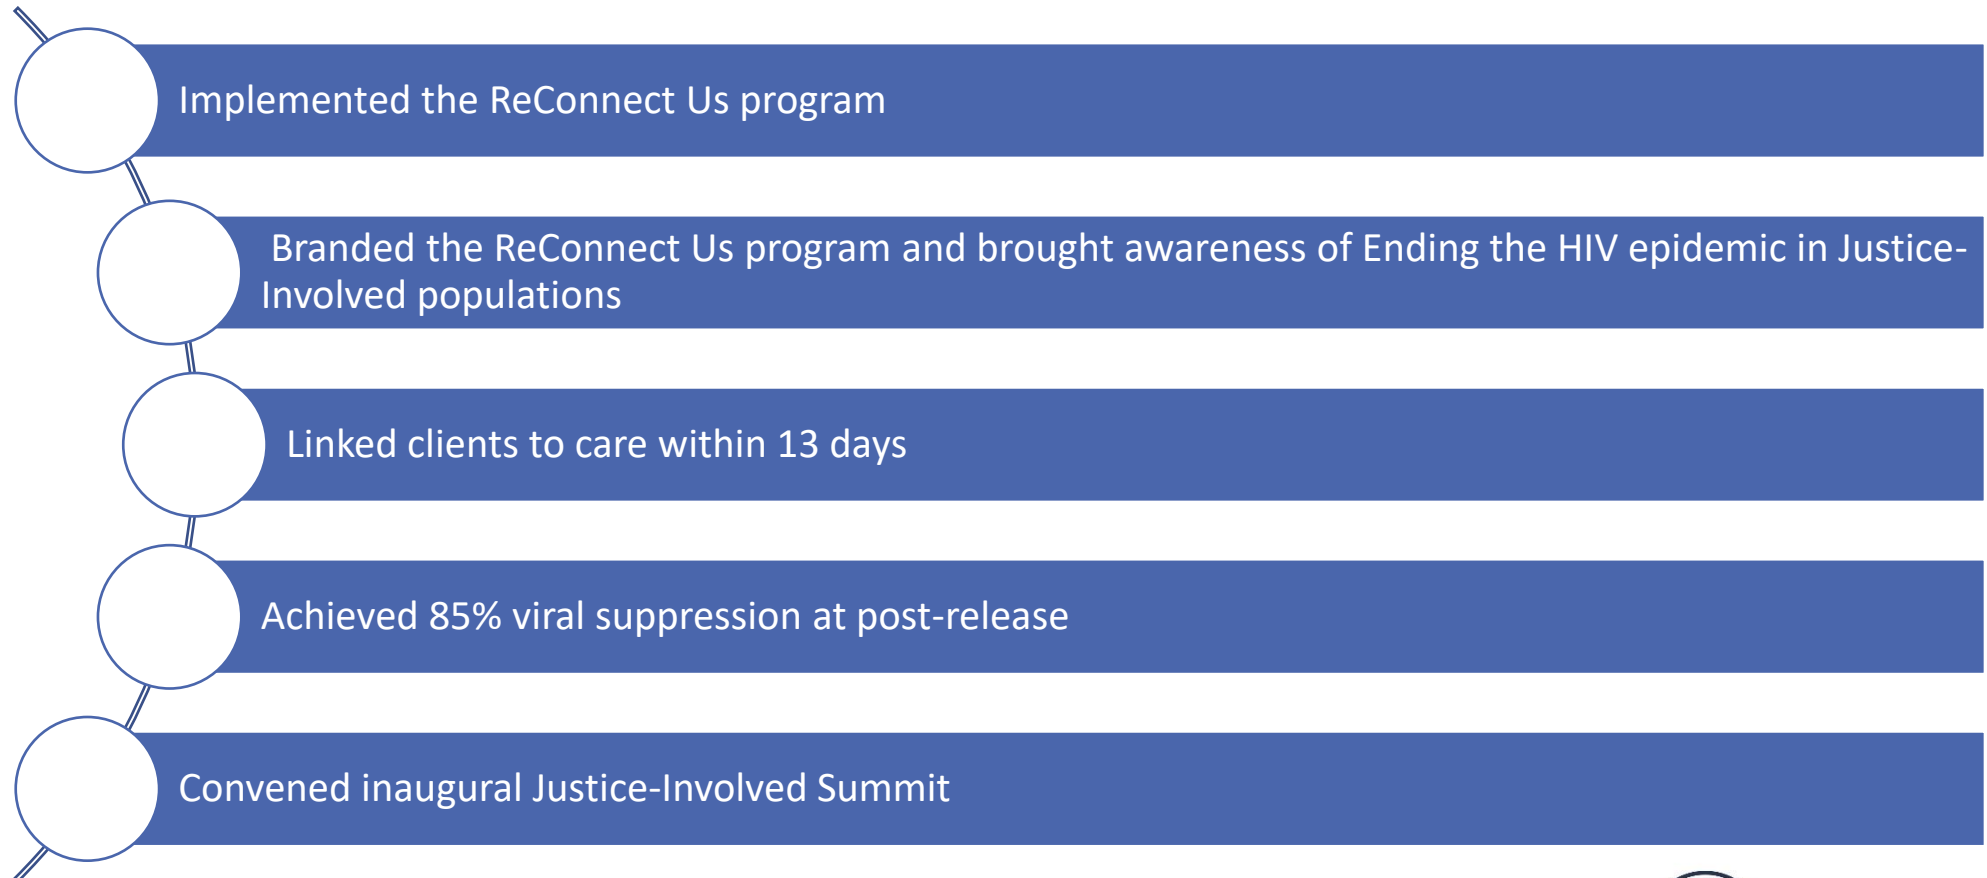 Implemented the ReConnect Us program
Branded the ReConnect Us program and brought awareness of Ending the HIV epidemic in Justice-
Involved populations
Linked clients to care within 13 days
Achieved 85% viral suppression at post-release
Convened inaugural Justice-Involved Summit